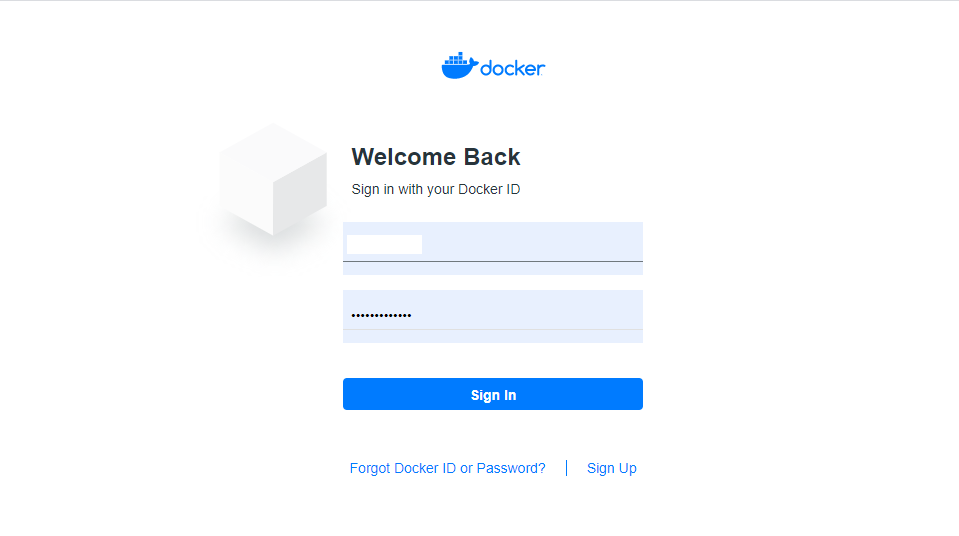 docker
Welcome Back
Sign in with your Docker ID
•••••••••••••
Sign In
Forgot Docker ID or Password?
Sign Up